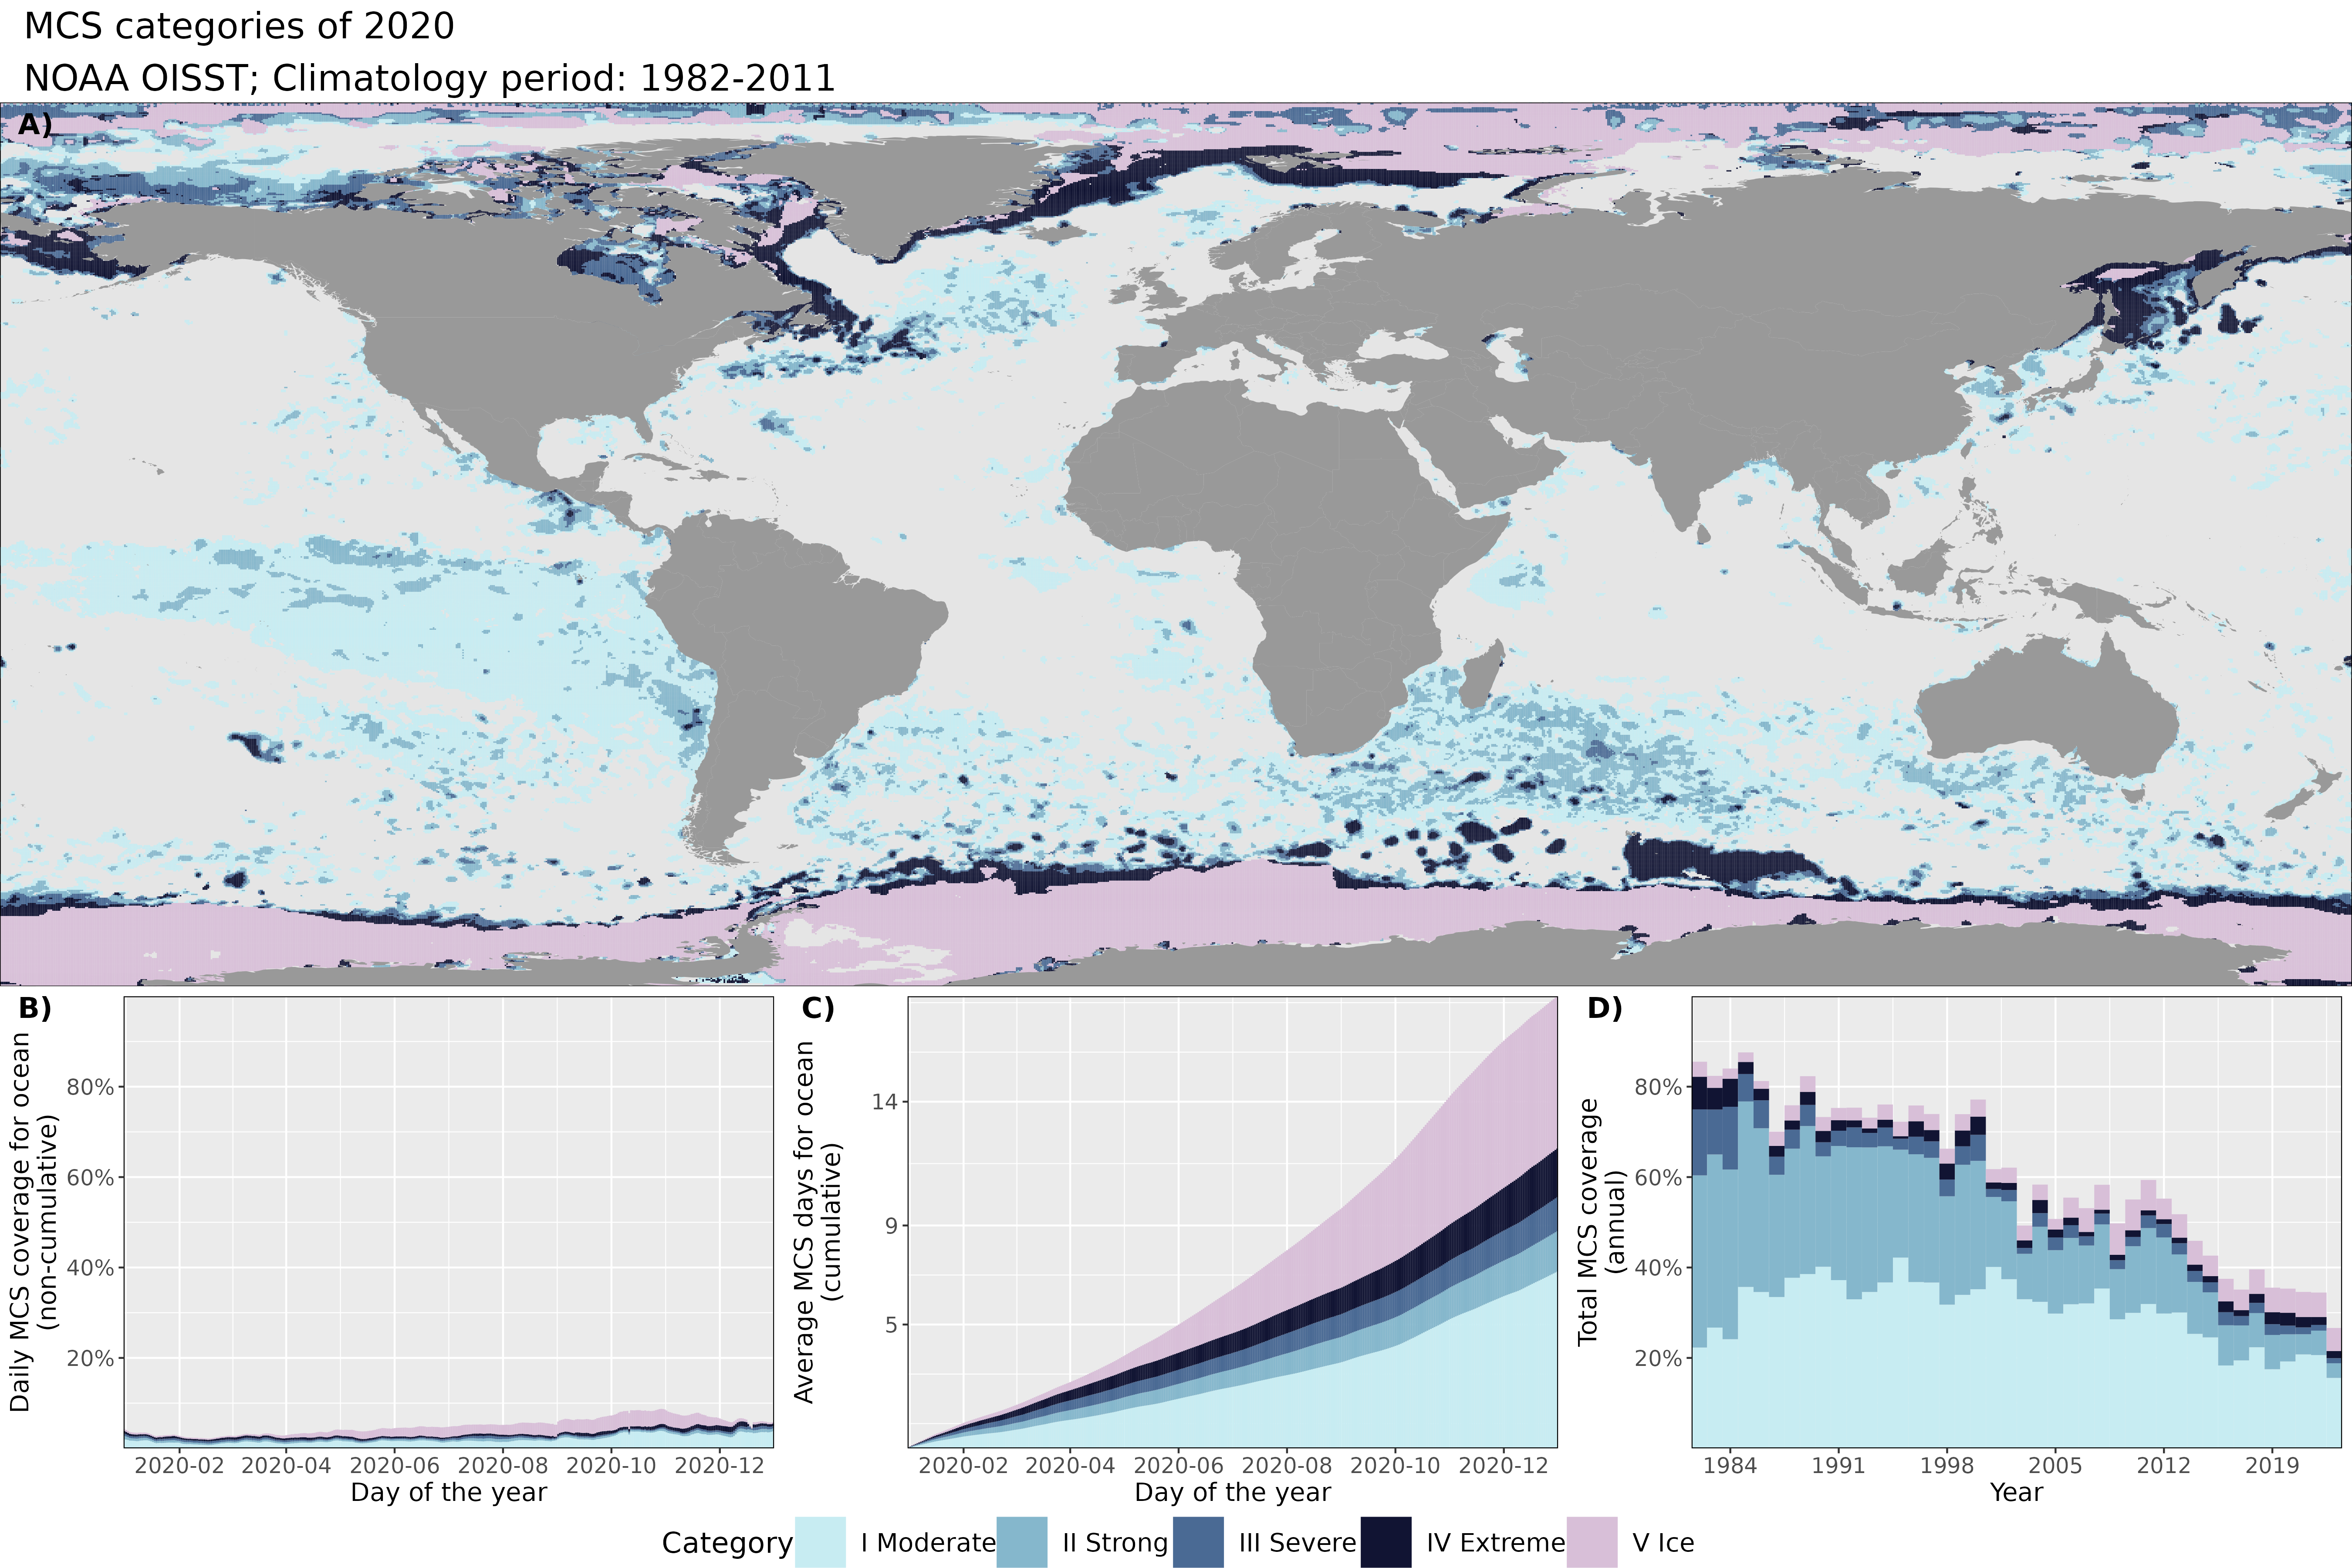 MCS categories of 2020
NOAA OISST; Climatology period: 1982-2011
A)
B)
Daily MCS coverage for ocean
(non-cumulative)
80%
60%
40%
20%
2020-02 2020-04 2020-06 2020-08 2020-10 2020-12
Day of the year
C)
Average MCS days for ocean
(cumulative)
14
9
5
2020-02 2020-04 2020-06 2020-08 2020-10 2020-12
Day of the year
D)
Total MCS coverage
(annual)
80%
60%
40%
20%
1984 1991 1998 2005 2012 2019
Year
Category I Moderate II Strong III Severe IV Extreme V Ice